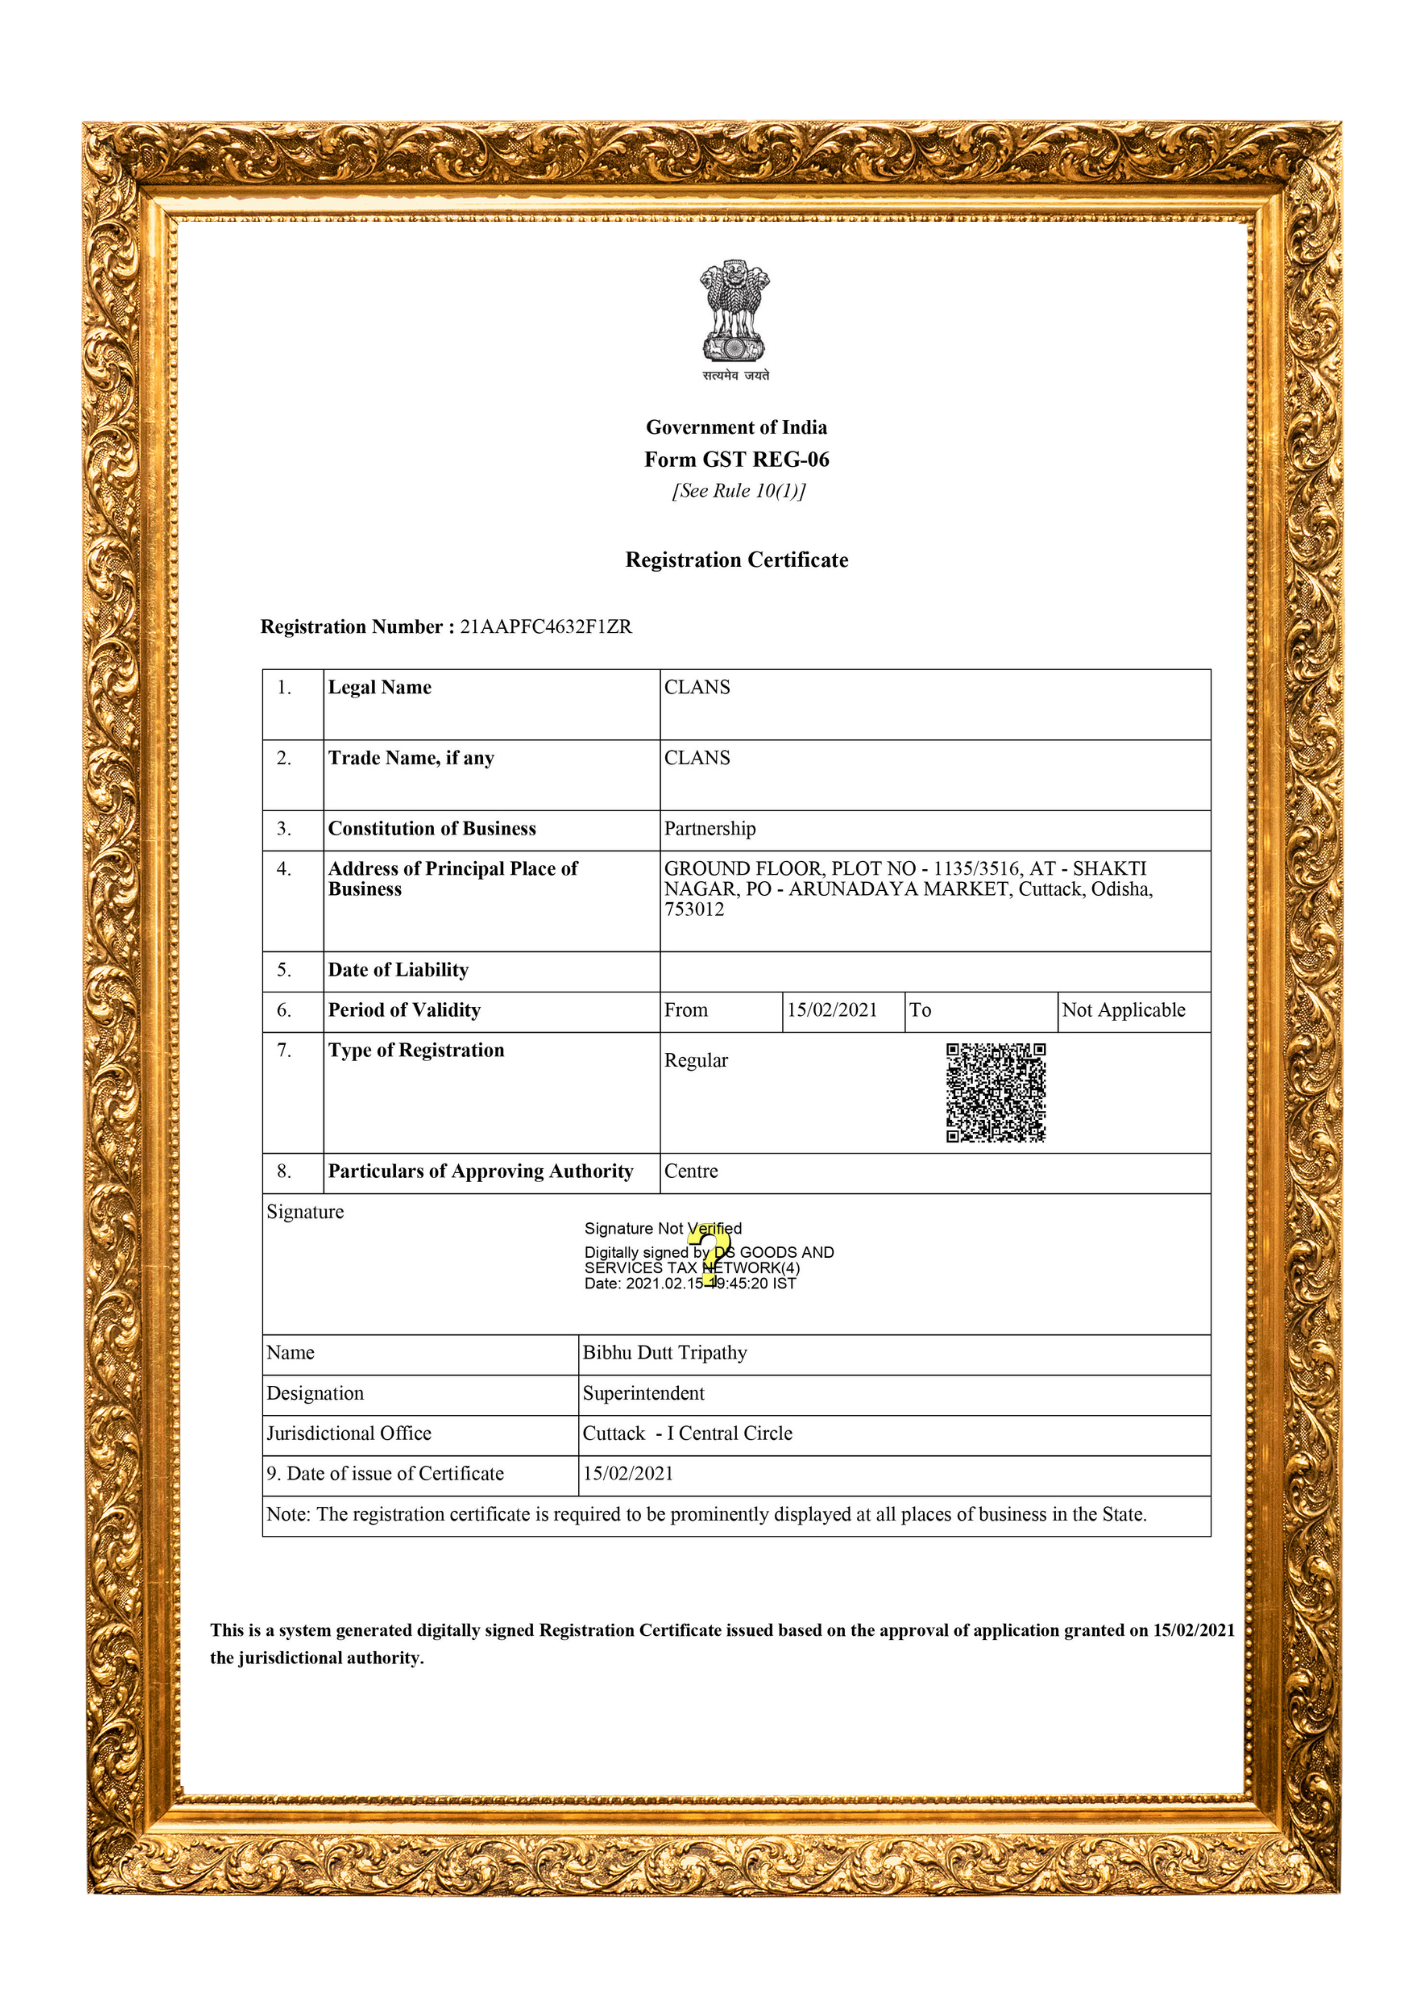 सत्यमेव जयते
Government of India
Form GST REG-06
[See Rule 10(1)]
Registration Certificate
Registration Number : 21AAPFC4632F1ZR
1. Legal Name CLANS
2. Trade Name, if any CLANS
3. Constitution of Business Partnership
4. Address of Principal Place of Business GROUND FLOOR, PLOT NO - 1135/3516, AT - SHAKTI
NAGAR, PO - ARUNADAYA MARKET, Cuttack, Odisha,
753012
5. Date of Liability
6. Period of Validity From 15/02/2021 To Not Applicable
7. Type of Registration Regular
8. Particulars of Approving Authority Centre
Signature
Signature Not Verified
Digitally signed by DS GOODS AND
SERVICES TAX NETWORK(4)
Date: 2021.02.15 19:45:20 IST
Name Bibhu Dutt Tripathy
Designation Superintendent
Jurisdictional Office Cuttack - I Central Circle
9. Date of issue of Certificate 15/02/2021
Note: The registration certificate is required to be prominently displayed at all places of business in the State.
This is a system generated digitally signed Registration Certificate issued based on the approval of application granted on 15/02/2021
the jurisdictional authority.